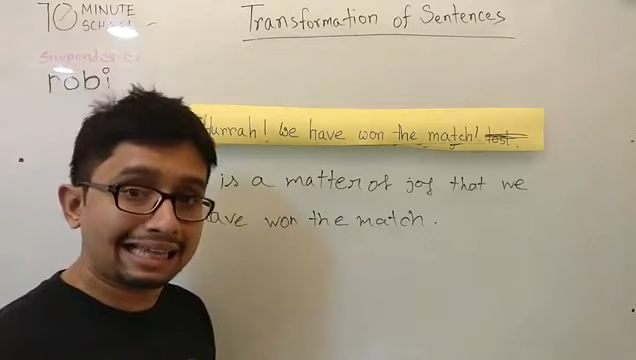 10 MINUTE
SCHOOL
Transformation of Sentences
robi
Hurrah! We have won the match! test.
is a matter of joy that we
have won the match.